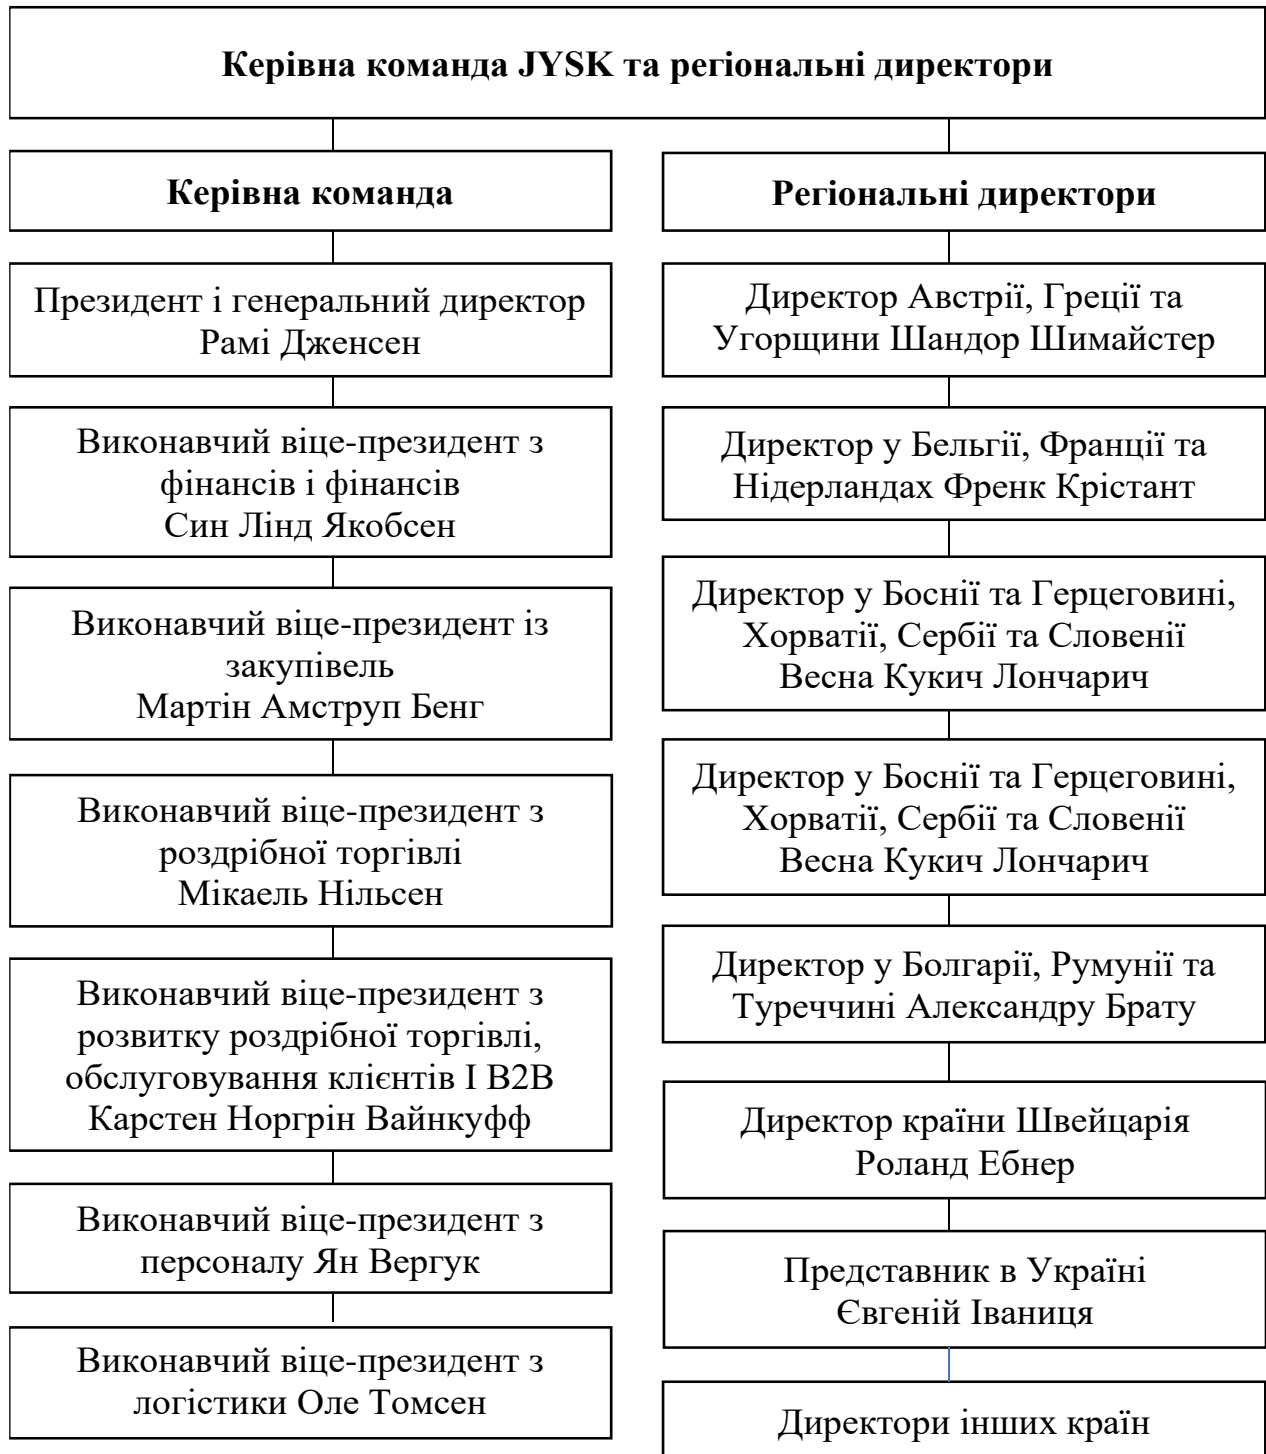 Керівна команда JYSK та регіональні директори
Керівна команда
Президент і генеральний директор
Рамі Дженсен
Виконавчий віце-президент з
фінансів і фінансів
Син Лінд Якобсен
Виконавчий віце-президент із
закупівель
Мартін Амструп Бенг
Виконавчий віце-президент з
роздрібної торгівлі
Мікаель Нільсен
Виконавчий віце-президент з
розвитку роздрібної торгівлі,
обслуговування клієнтів І B2B
Карстен Норгрін Вайнкуфф
Виконавчий віце-президент з
персоналу Ян Вергук
Виконавчий віце-президент з
логістики Оле Томсен
Регіональні директори
Директор Австрії, Греції та
Угорщини Шандор Шимайстер
Директор у Бельгії, Франції та
Нідерландах Френк Крістант
Директор у Боснії та Герцеговині,
Хорватії, Сербії та Словенії
Весна Кукич Лончарич
Директор у Боснії та Герцеговині,
Хорватії, Сербії та Словенії
Весна Кукич Лончарич
Директор у Болгарії, Румунії та
Туреччині Александру Брату
Директор країни Швейцарія
Роланд Ебнер
Представник в Україні
Євгеній Іваниця
Директори інших країн